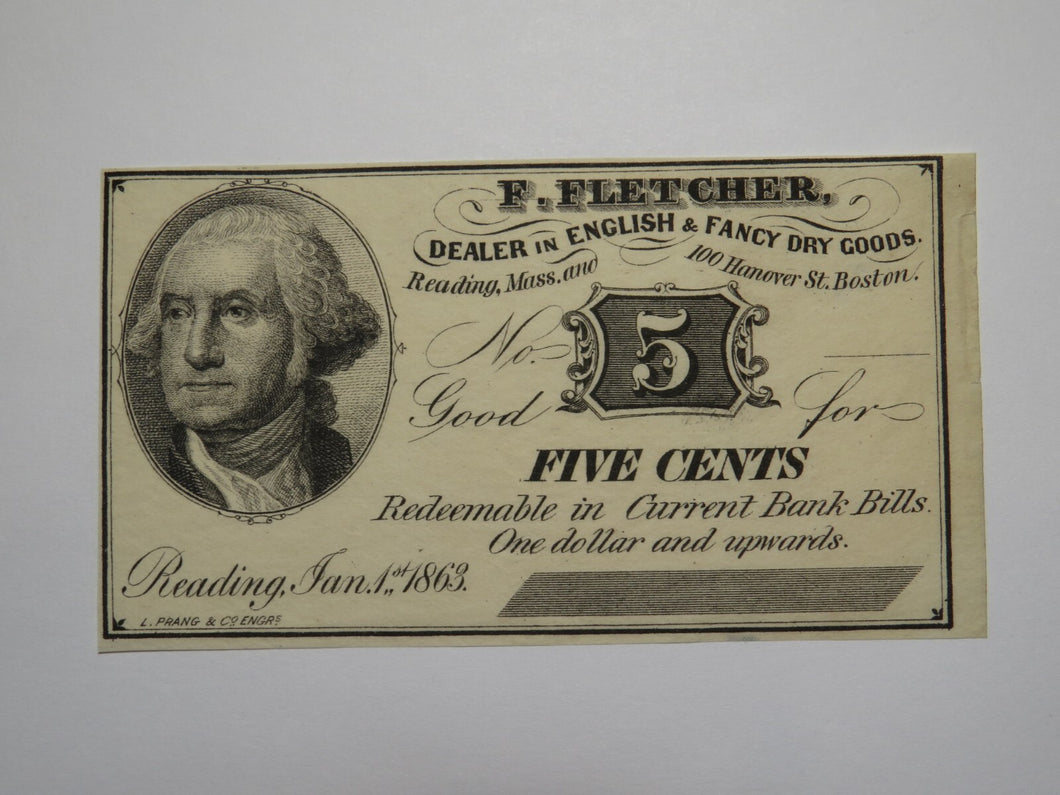 F. FLETCHER,
DEALER IN ENGLISH & FANCY DRY GOODS.
Reading, Mass. and 100 Hanover St. Boston.
No.
5
Good for
FIVE CENTS
Redeemable in Current Bank Bills.
One dollar and upwards.
Reading, Jan. 1st, 1863.
L. PRANG & CO ENGRS